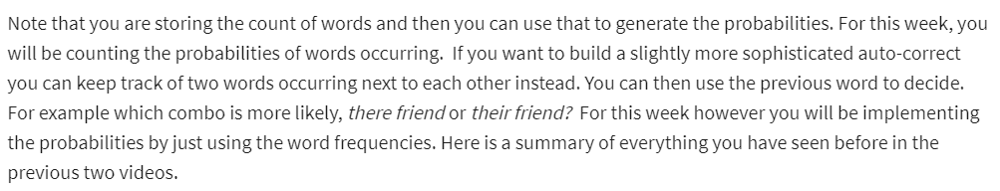 Note that you are storing the count of words and then you can use that to generate the probabilities. For this week, you
will be counting the probabilities of words occurring.  If you want to build a slightly more sophisticated auto-correct
you can keep track of two words occurring next to each other instead. You can then use the previous word to decide.
For example which combo is more likely, there friend or their friend?  For this week however you will be implementing
the probabilities by just using the word frequencies. Here is a summary of everything you have seen before in the
previous two videos.